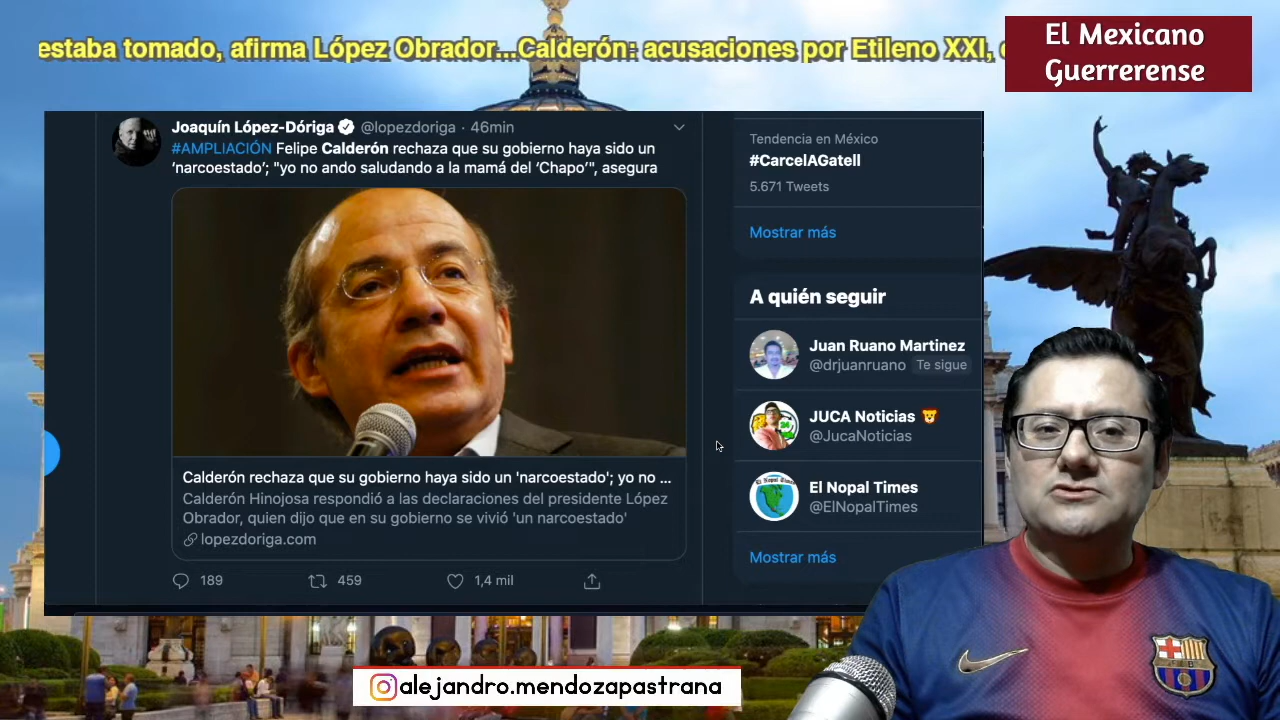 estaba tomado, afirma López Obrador...Calderón: acusaciones por Etileno XXI,
El Mexicano
Guerrerense
Joaquín López-Dóriga @lopezdoriga · 46min
#AMPLIACIÓN Felipe Calderón rechaza que su gobierno haya sido un
‘narcoestado’; "yo no ando saludando a la mamá del ‘Chapo’", asegura
Calderón rechaza que su gobierno haya sido un 'narcoestado'; yo no ...
Calderón Hinojosa respondió a las declaraciones del presidente López
Obrador, quien dijo que en su gobierno se vivió 'un narcoestado'
lopezdoriga.com
189 459 1,4 mil
Tendencia en México
#CarcelAGatell
5.671 Tweets
Mostrar más
A quién seguir
Juan Ruano Martinez
@drjuanruano Te sigue
JUCA Noticias
@JucaNoticias
El Nopal Times
@ElNopalTimes
Mostrar más
alejandro.mendozapastrana